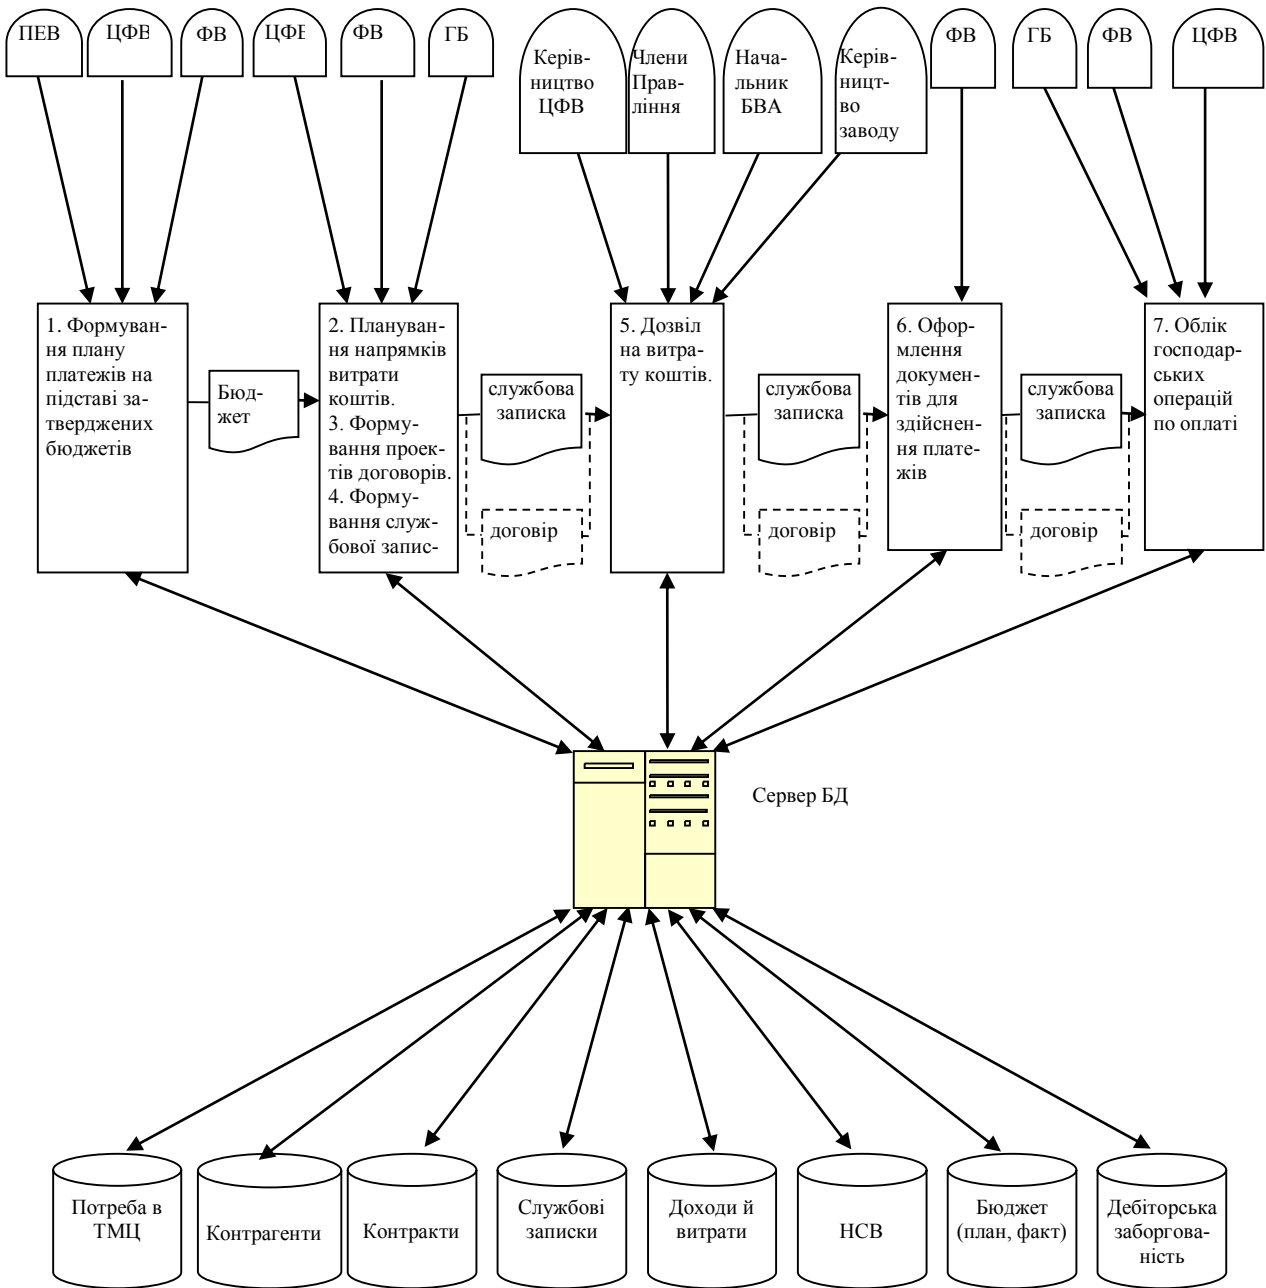 ПЕВ
ЦФВ
ФВ
ЦФЕ
ФВ
ГБ
Керів-
ництво
ЦФВ
Члени
Прав-
ління
Нача-
льник
БВА
Керів-
ницт-
во
заводу
ФВ
ГБ
ФВ
ЦФВ
1. Формуван-
ня плану
платежів на
підставі за-
тверджених
бюджетів
Бюд-
жет
2. Плануван-
ня напрямків
витрати
коштів.
3. Форму-
вання проек-
тів договорів.
4. Форму-
вання служ-
бової запис-
службова
записка
договір
5. Дозвіл
на витра-
ту коштів.
службова
записка
договір
6. Офор-
млення
докумен-
тів для
здійснен-
ня плате-
жів
службова
записка
договір
7. Облік
господар-
ських
операцій
по оплаті
Сервер БД
Потреба в
ТМЦ
Контрагенти
Контракти
Службові
записки
Доходи й
витрати
НСВ
Бюджет
(план, факт)
Дебіторська
заборгова-
ність